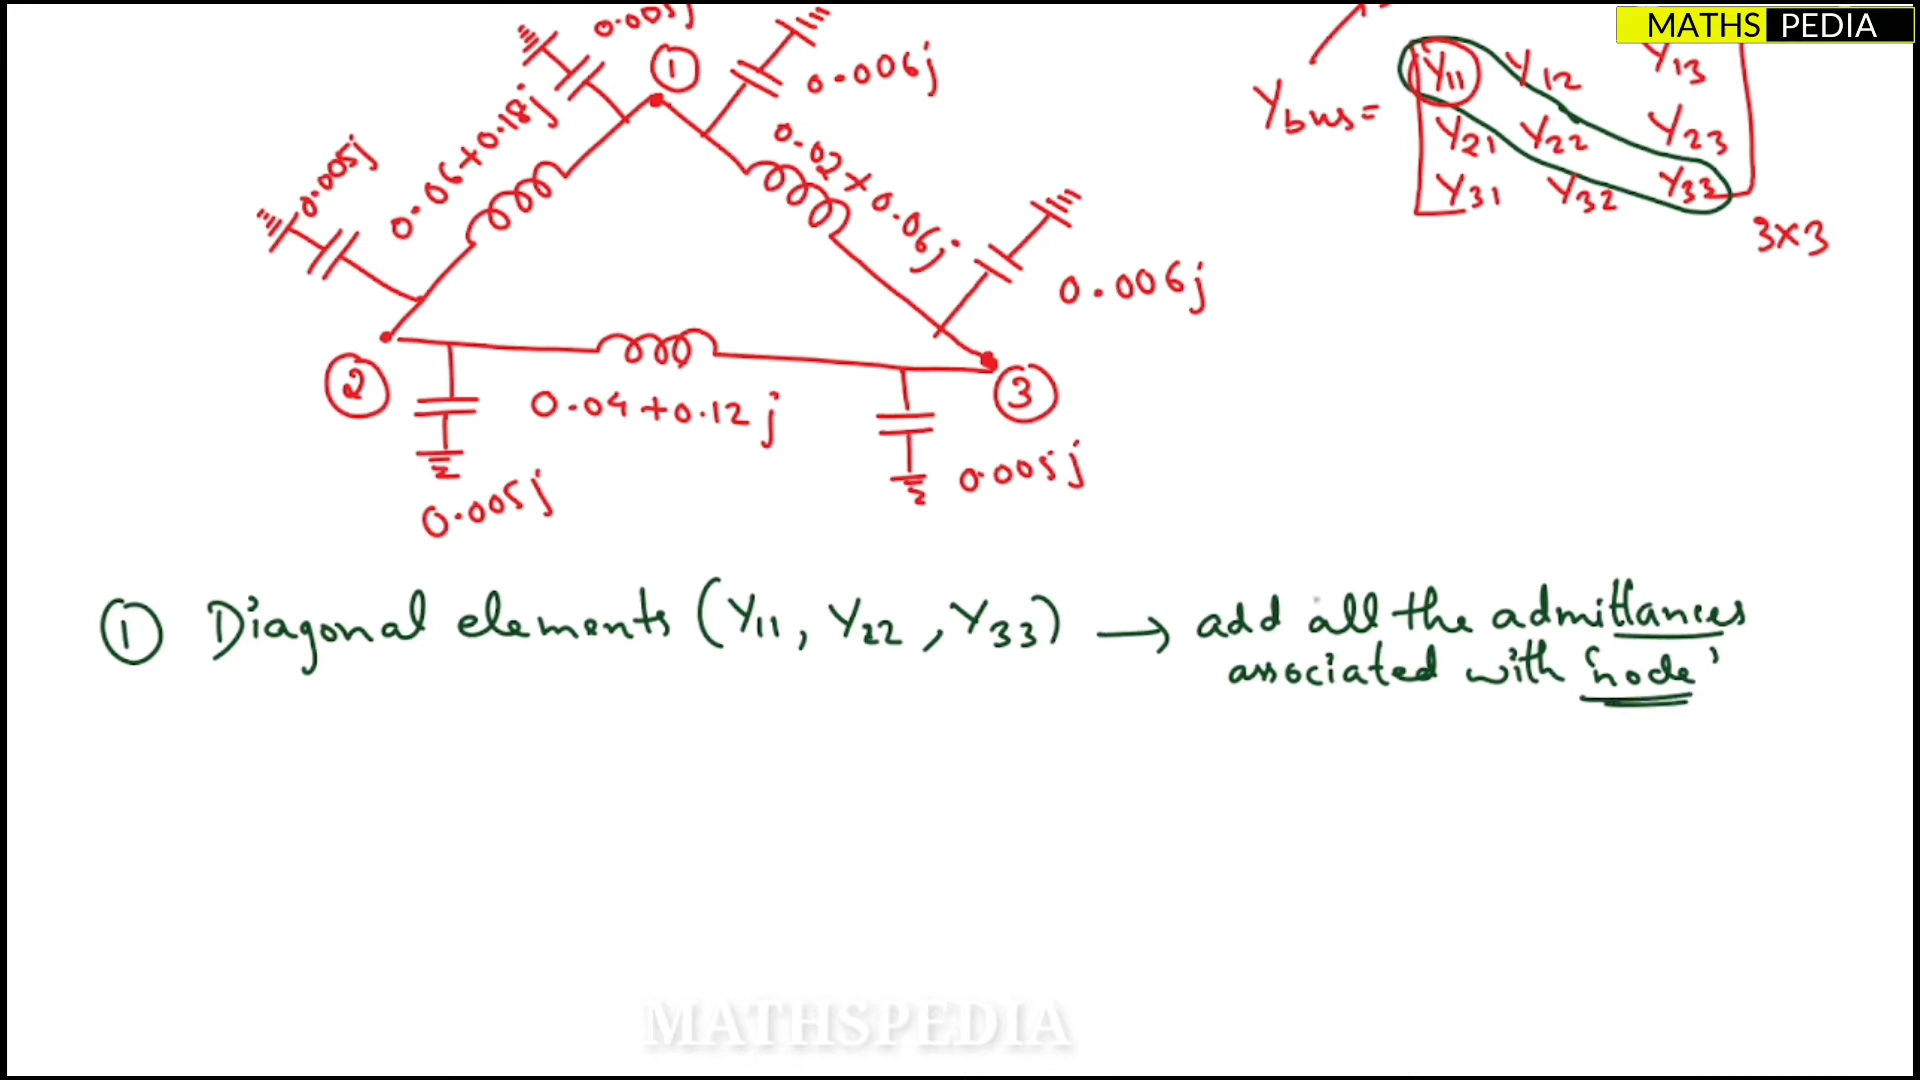 MATHS PEDIA
0.005j
1
0.006j
0.06+0.18j
0.02+0.06j
0.005j
0.006j
2
0.04+0.12j
3
0.005j
0.005j
Ybus=
Y11 Y12 Y13
Y21 Y22 Y23
Y31 Y32 Y33
3×3
1 Diagonal elements (Y11, Y22, Y33) → add all the admittances
associated with 'node'
MATHSPEDIA